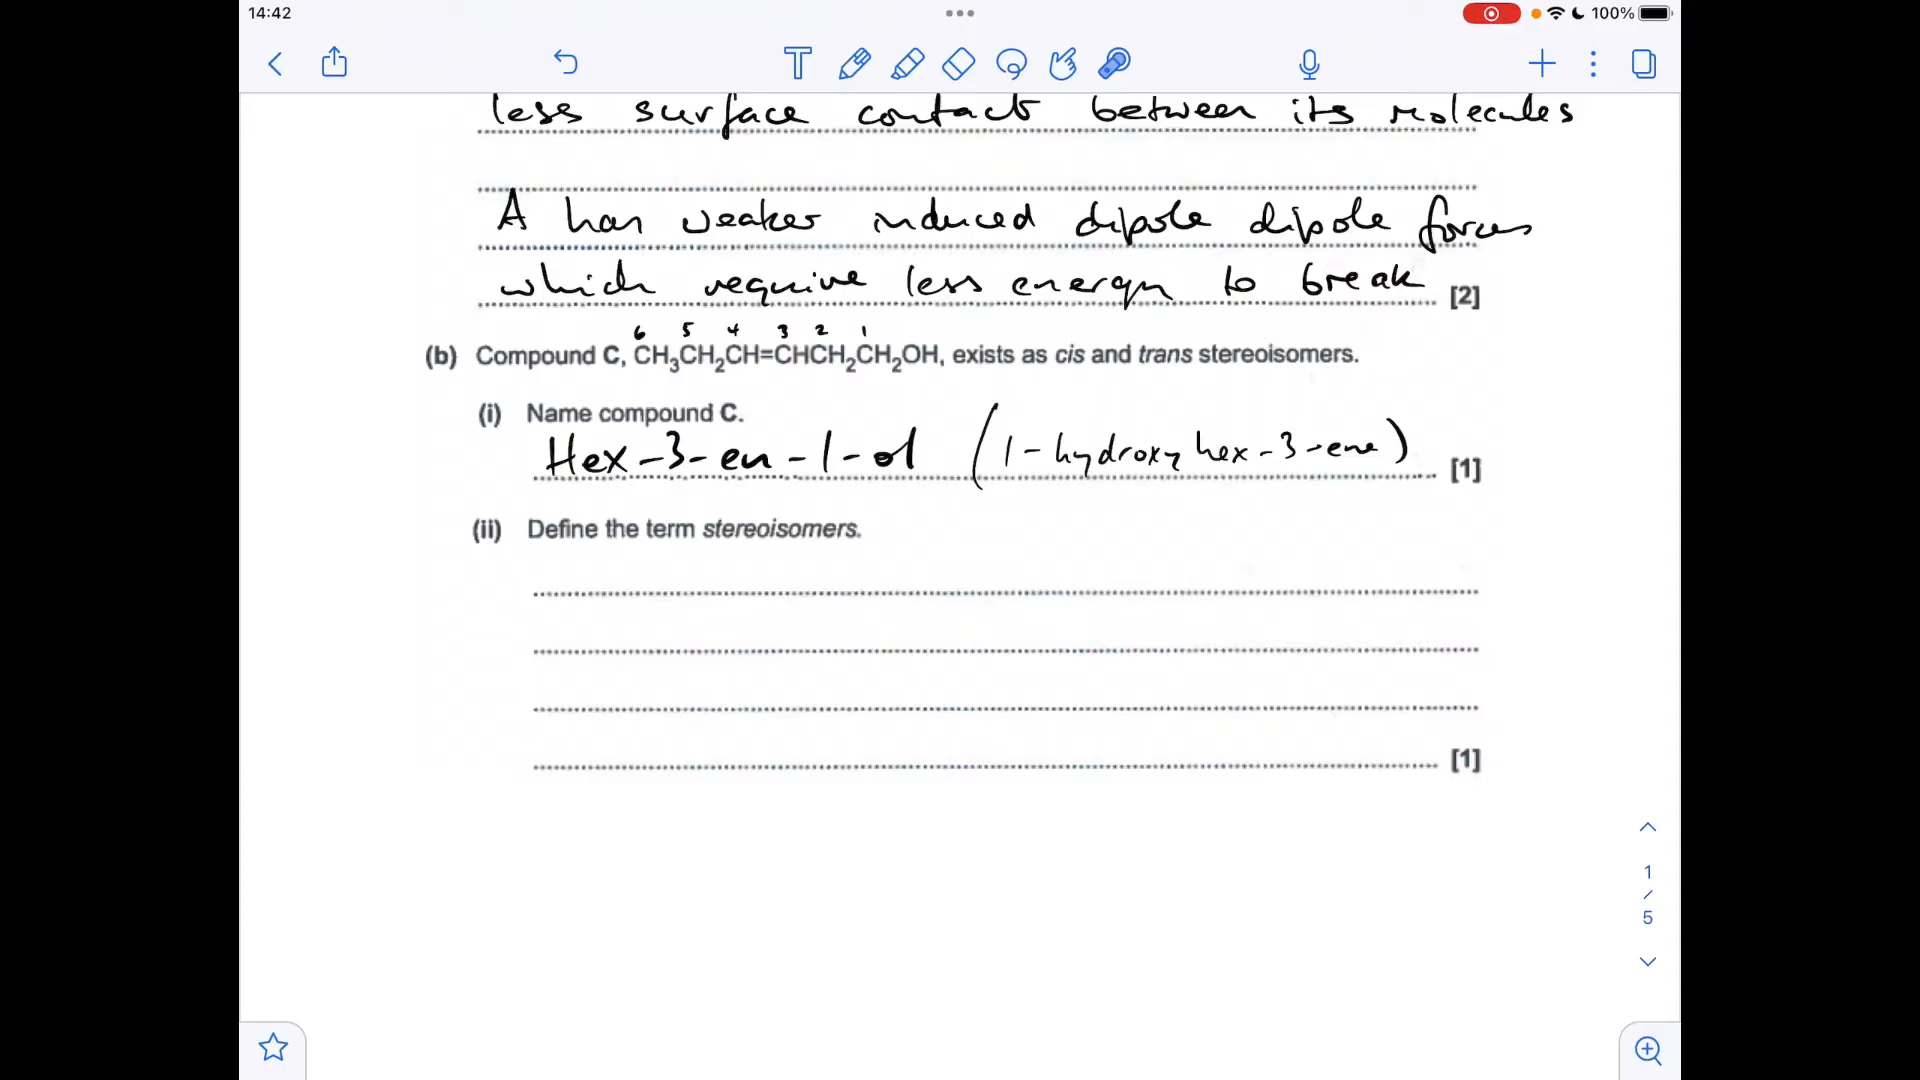 14:42
100%
less surface contact between its molecules
A has weaker induced dipole dipole forces
which require less energy to break [2]
6 5 4 3 2 1
(b) Compound C, CH₃CH₂CH=CHCH₂CH₂OH, exists as cis and trans stereoisomers.
(i) Name compound C.
Hex-3-en-1-ol (1-hydroxyhex-3-ene) [1]
(ii) Define the term stereoisomers.
[1]
1
/
5